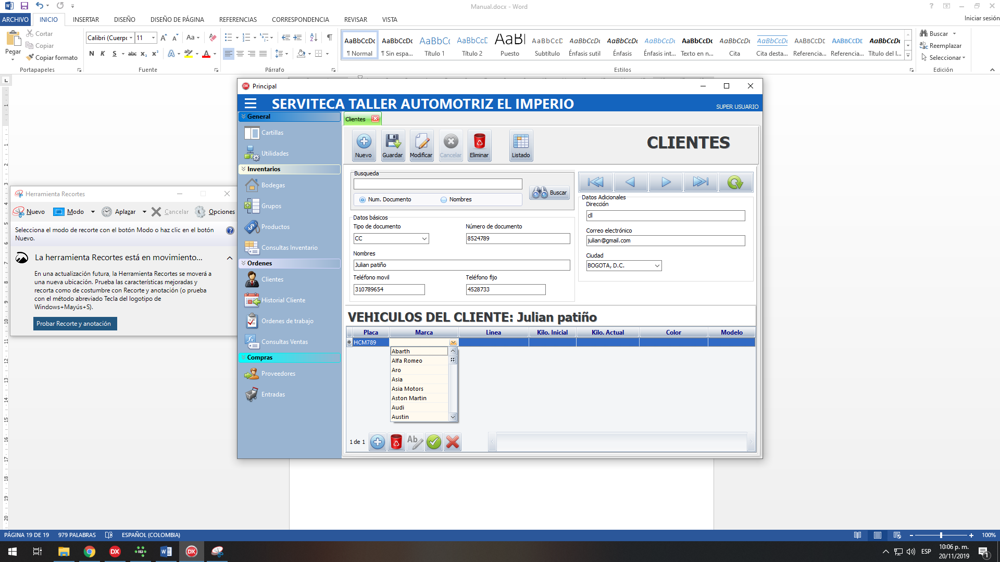 Manual.docx - Word
ARCHIVO INICIO INSERTAR DISEÑO DISEÑO DE PÁGINA REFERENCIAS CORRESPONDENCIA REVISAR VISTA Iniciar sesión
Pegar
Cortar
Copiar
Copiar formato
Portapapeles
Calibri (Cuerpo 11
N K S abc x₂ x²
Fuente
Párrafo
AaBbCcDc AaBbCcDc AaBbCc AaBbCcD AaBl AaBbCcD AaBbCcDc AaBbCcDc AaBbCcDc AaBbCcDc AaBbCcDc AaBbCcDc AABBCCDE AABBCCDE AaBbCcDc
¶ Normal ¶ Sin espa... Título 1 Título 2 Puesto Subtítulo Énfasis sutil Énfasis Énfasis int... Texto en n... Cita Cita desta... Referencia... Referencia... Título del l...
Estilos
Buscar
Reemplazar
Seleccionar
Edición
Herramienta Recortes
Nuevo Modo Aplazar Cancelar Opciones
Selecciona el modo de recorte con el botón Modo o haz clic en el botón
Nuevo.
La herramienta Recortes está en movimiento...
En una actualización futura, la Herramienta Recortes se moverá a
una nueva ubicación. Prueba las características mejoradas y
recorta como de costumbre con Recorte y anotación (o prueba
con el método abreviado Tecla del logotipo de
Windows+Mayús+S).
Probar Recorte y anotación
Principal
SERVITECA TALLER AUTOMOTRIZ EL IMPERIO
SUPER USUARIO
General
Cartillas
Utilidades
Inventarios
Bodegas
Grupos
Productos
Consultas Inventario
Ordenes
Clientes
Historial Cliente
Ordenes de trabajo
Consultas Ventas
Compras
Proveedores
Entradas
Clientes
Nuevo Guardar Modificar Cancelar Eliminar Listado
CLIENTES
Busqueda
Num. Documento Nombres
Buscar
Datos básicos
Tipo de documento Número de documento
CC 8524789
Nombres
Julian patiño
Teléfono movil Teléfono fijo
310789654 4528733
Datos Adicionales
Dirección
cll
Correo electrónico
julian@gmail.com
Ciudad
BOGOTA, D.C.
VEHICULOS DEL CLIENTE: Julian patiño
Placa Marca Linea Kilo. Inicial Kilo. Actual Color Modelo
HCM789
Abarth
Alfa Romeo
Aro
Asia
Asia Motors
Aston Martin
Audi
Austin
1 de 1
Ab
PÁGINA 19 DE 19 979 PALABRAS ESPAÑOL (COLOMBIA) 100%
ESP
10:06 p. m.
20/11/2019
1